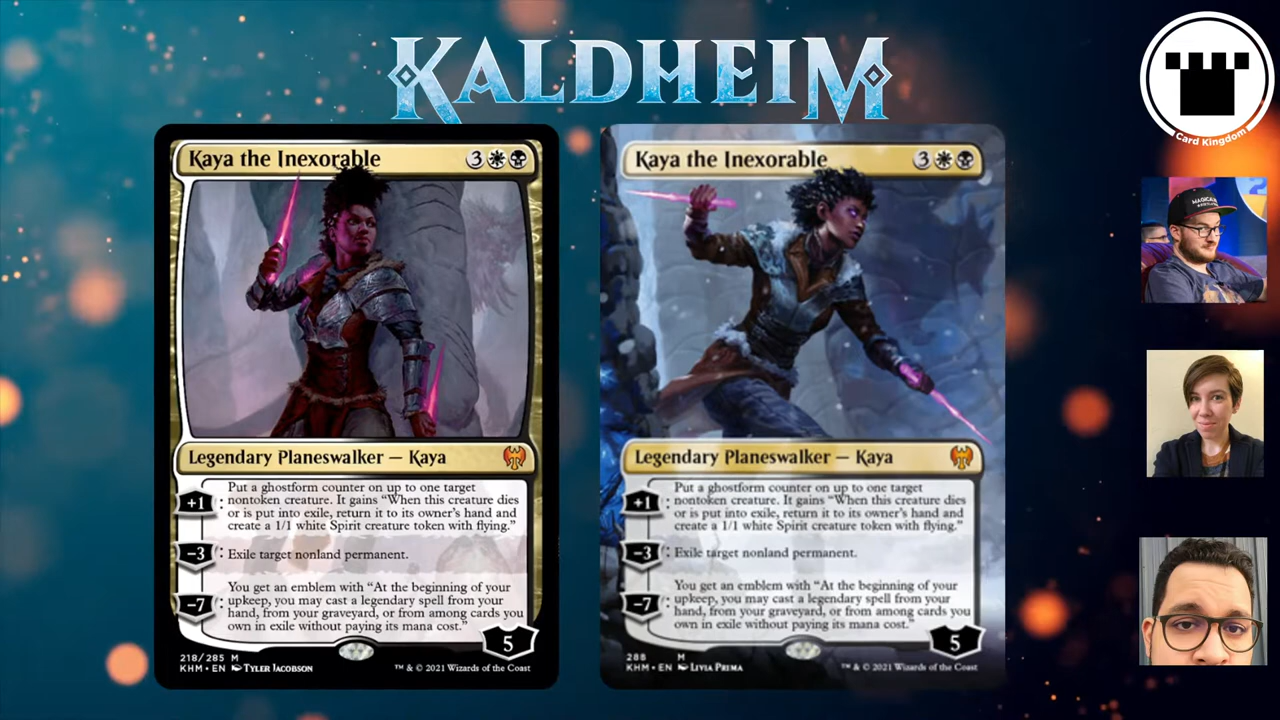 KALDHEIM
Card Kingdom
Kaya the Inexorable 3
Legendary Planeswalker — Kaya
+1: Put a ghostform counter on up to one target
nontoken creature. It gains “When this creature dies
or is put into exile, return it to its owner's hand and
create a 1/1 white Spirit creature token with flying.”
−3: Exile target nonland permanent.
−7: You get an emblem with “At the beginning of your
upkeep, you may cast a legendary spell from your
hand, from your graveyard, or from among cards you
own in exile without paying its mana cost.”
5
218/285 M
KHM • EN TYLER JACOBSON
™ & © 2021 Wizards of the Coast
Kaya the Inexorable 3
Legendary Planeswalker — Kaya
+1: Put a ghostform counter on up to one target
nontoken creature. It gains “When this creature dies
or is put into exile, return it to its owner's hand and
create a 1/1 white Spirit creature token with flying.”
−3: Exile target nonland permanent.
−7: You get an emblem with “At the beginning of your
upkeep, you may cast a legendary spell from your
hand, from your graveyard, or from among cards you
own in exile without paying its mana cost.”
5
288 M
KHM • EN LIVIA PRIMA
™ & © 2021 Wizards of the Coast